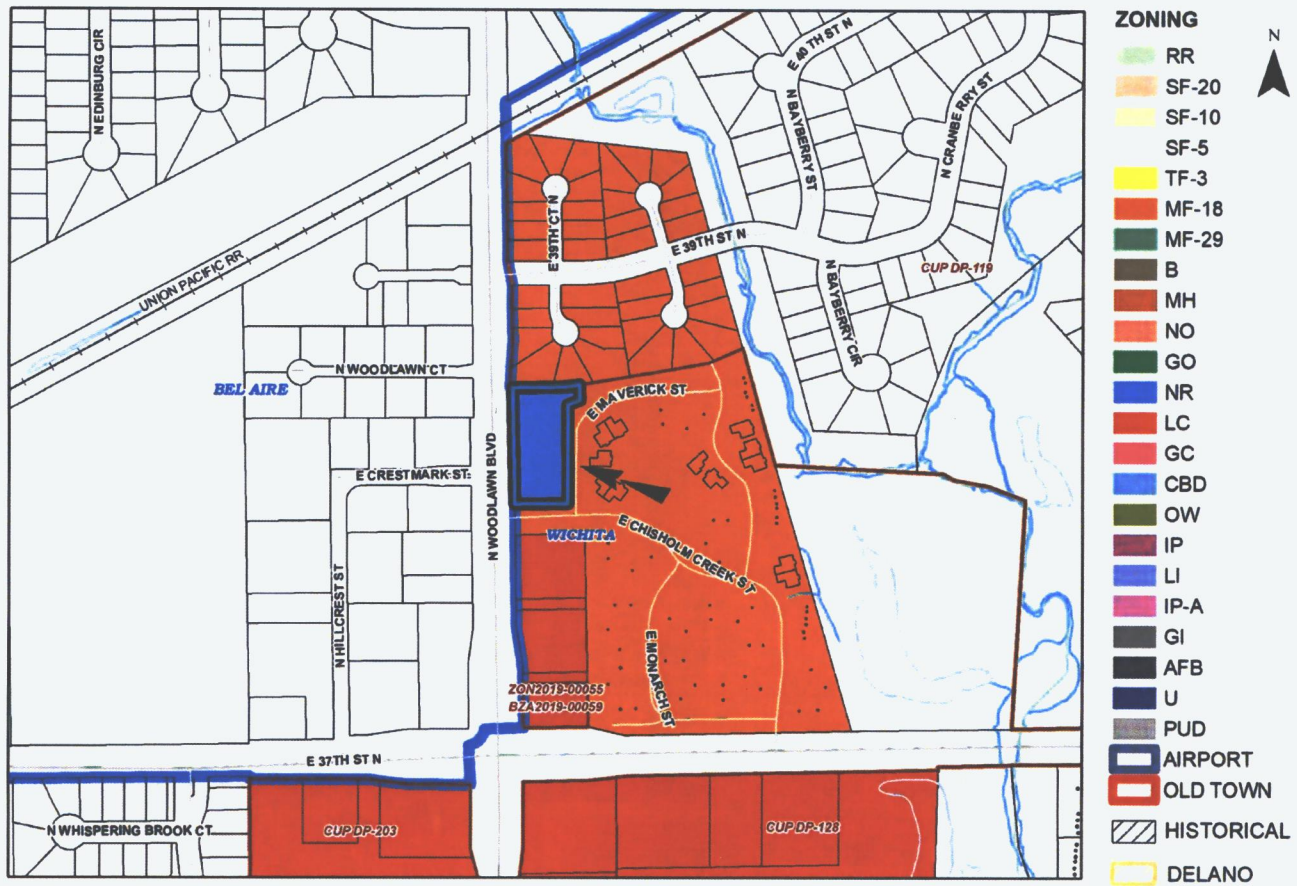 ZONING
N
RR
SF-20
SF-10
SF-5
TF-3
MF-18
MF-29
B
MH
NO
GO
NR
LC
GC
CBD
OW
IP
LI
IP-A
GI
AFB
U
PUD
AIRPORT
OLD TOWN
HISTORICAL
DELANO
N EDINBURG CIR
E 40TH ST N
N BAYBERRY ST
N CRANBERRY ST
UNION PACIFIC RR
E 39TH CT N
E 39TH ST N
N BAYBERRY CIR
CUP DP-119
BEL AIRE
N WOODLAWN CT
E MAVERICK ST
N WOODLAWN BLVD
E CRESTMARK ST
WICHITA
E CHISHOLM CREEK ST
N HILLCREST ST
E MONARCH ST
ZON2019-00055
BZA2019-00059
E 37TH ST N
N WHISPERING BROOK CT
CUP DP-203
CUP DP-128